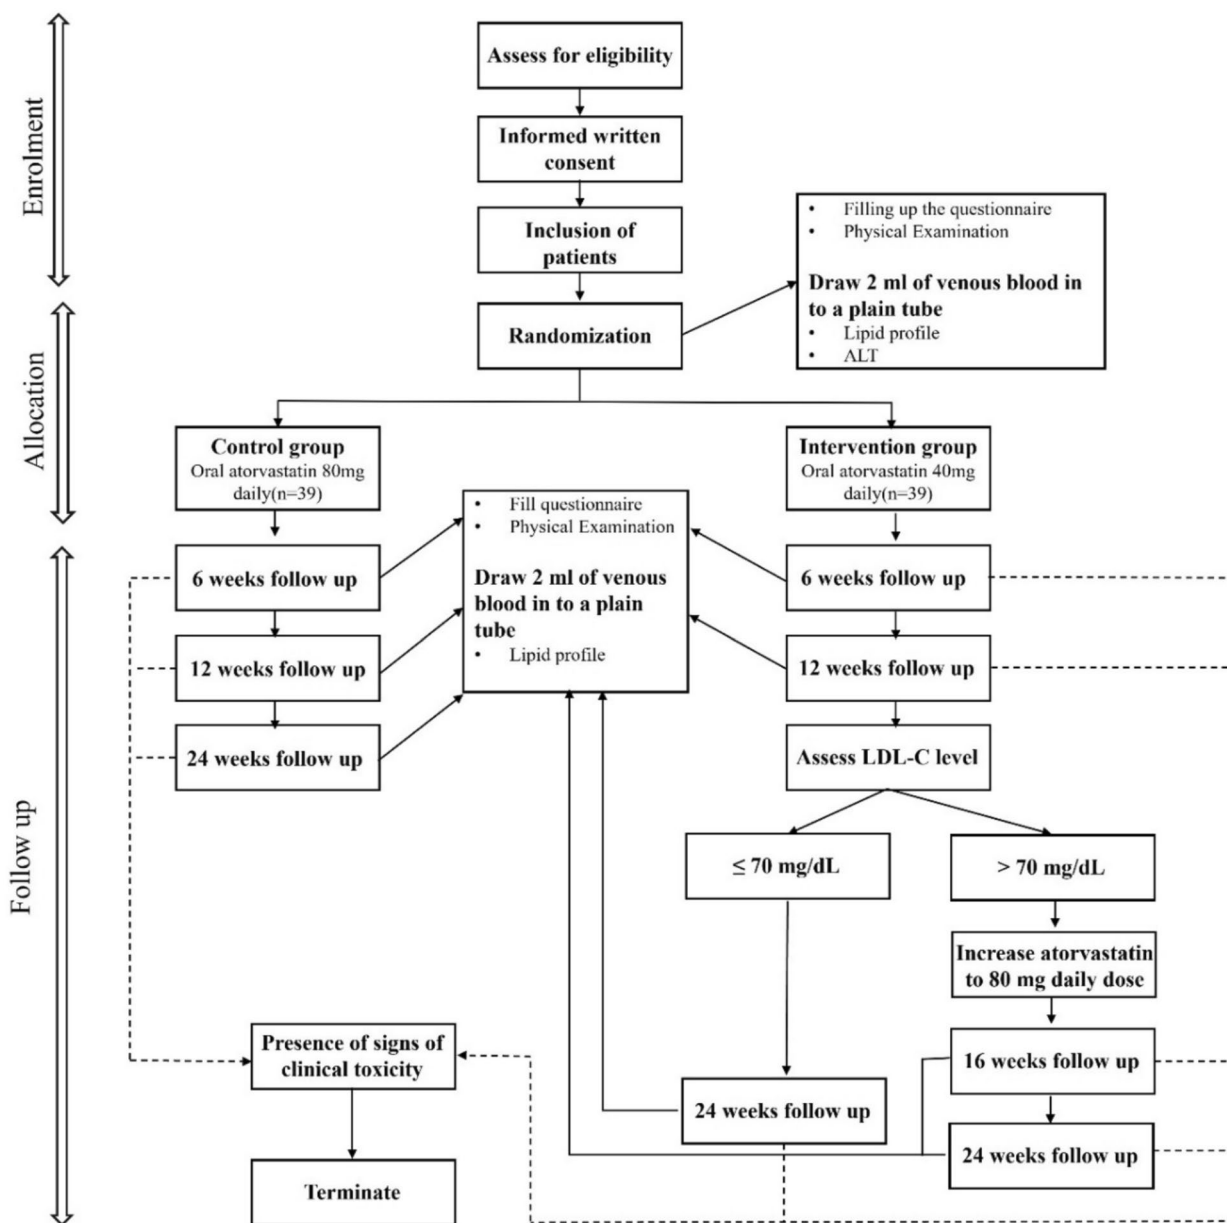 Enrolment
Assess for eligibility
Informed written
consent
Inclusion of
patients
• Filling up the questionnaire
• Physical Examination
Draw 2 ml of venous blood in
to a plain tube
• Lipid profile
• ALT
Allocation
Randomization
Control group
Oral atorvastatin 80mg
daily(n=39)
Intervention group
Oral atorvastatin 40mg
daily(n=39)
Follow up
6 weeks follow up
12 weeks follow up
24 weeks follow up
• Fill questionnaire
• Physical Examination
Draw 2 ml of venous
blood in to a plain
tube
• Lipid profile
6 weeks follow up
12 weeks follow up
Assess LDL-C level
≤ 70 mg/dL
> 70 mg/dL
Increase atorvastatin
to 80 mg daily dose
16 weeks follow up
24 weeks follow up
24 weeks follow up
Presence of signs of
clinical toxicity
Terminate